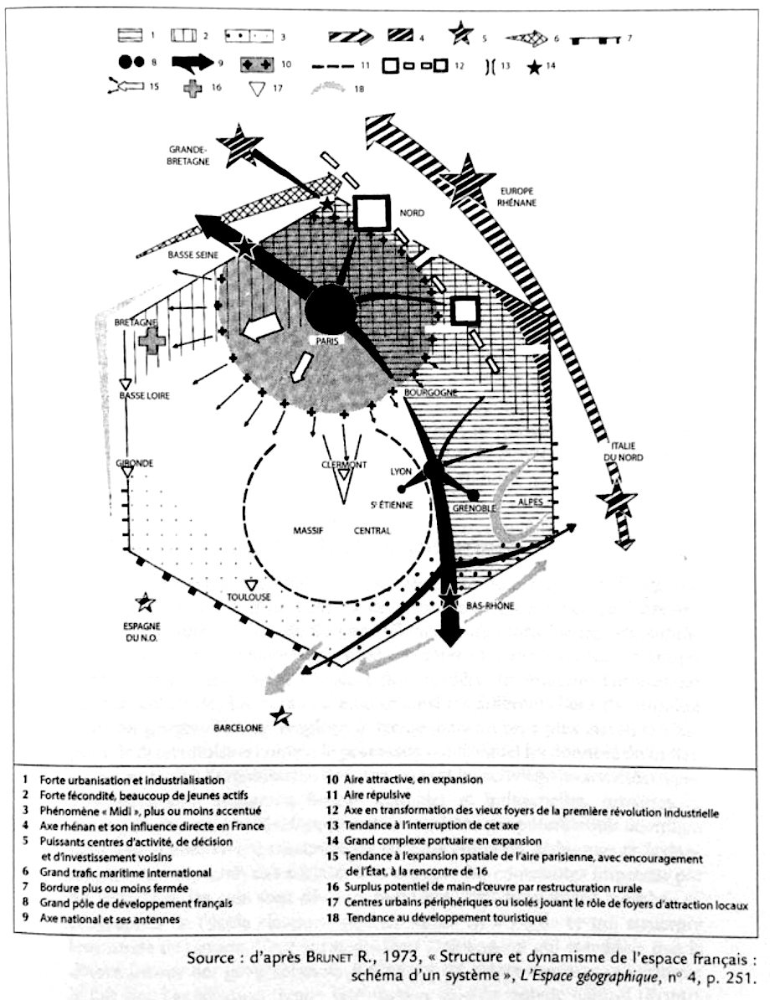 1 2 3 4 5 6 7
8 9 10 11 12 13 14
15 16 17 18
GRANDE-
BRETAGNE
EUROPE
RHÉNANE
NORD
BASSE SEINE
BRETAGNE
PARIS
BASSE LOIRE
BOURGOGNE
GIRONDE
CLERMONT
LYON
ITALIE
DU NORD
St ÉTIENNE
GRENOBLE
ALPES
MASSIF CENTRAL
TOULOUSE
BAS-RHÔNE
ESPAGNE
DU N.O.
BARCELONE
1 Forte urbanisation et industrialisation
2 Forte fécondité, beaucoup de jeunes actifs
3 Phénomène « Midi », plus ou moins accentué
4 Axe rhénan et son influence directe en France
5 Puissants centres d'activité, de décision
et d'investissement voisins
6 Grand trafic maritime international
7 Bordure plus ou moins fermée
8 Grand pôle de développement français
9 Axe national et ses antennes
10 Aire attractive, en expansion
11 Aire répulsive
12 Axe en transformation des vieux foyers de la première révolution industrielle
13 Tendance à l'interruption de cet axe
14 Grand complexe portuaire en expansion
15 Tendance à l'expansion spatiale de l'aire parisienne, avec encouragement
de l'État, à la rencontre de 16
16 Surplus potentiel de main-d'œuvre par restructuration rurale
17 Centres urbains périphériques ou isolés jouant le rôle de foyers d'attraction locaux
18 Tendance au développement touristique
Source : d'après BRUNET R., 1973, « Structure et dynamisme de l'espace français :
schéma d'un système », L'Espace géographique, n° 4, p. 251.